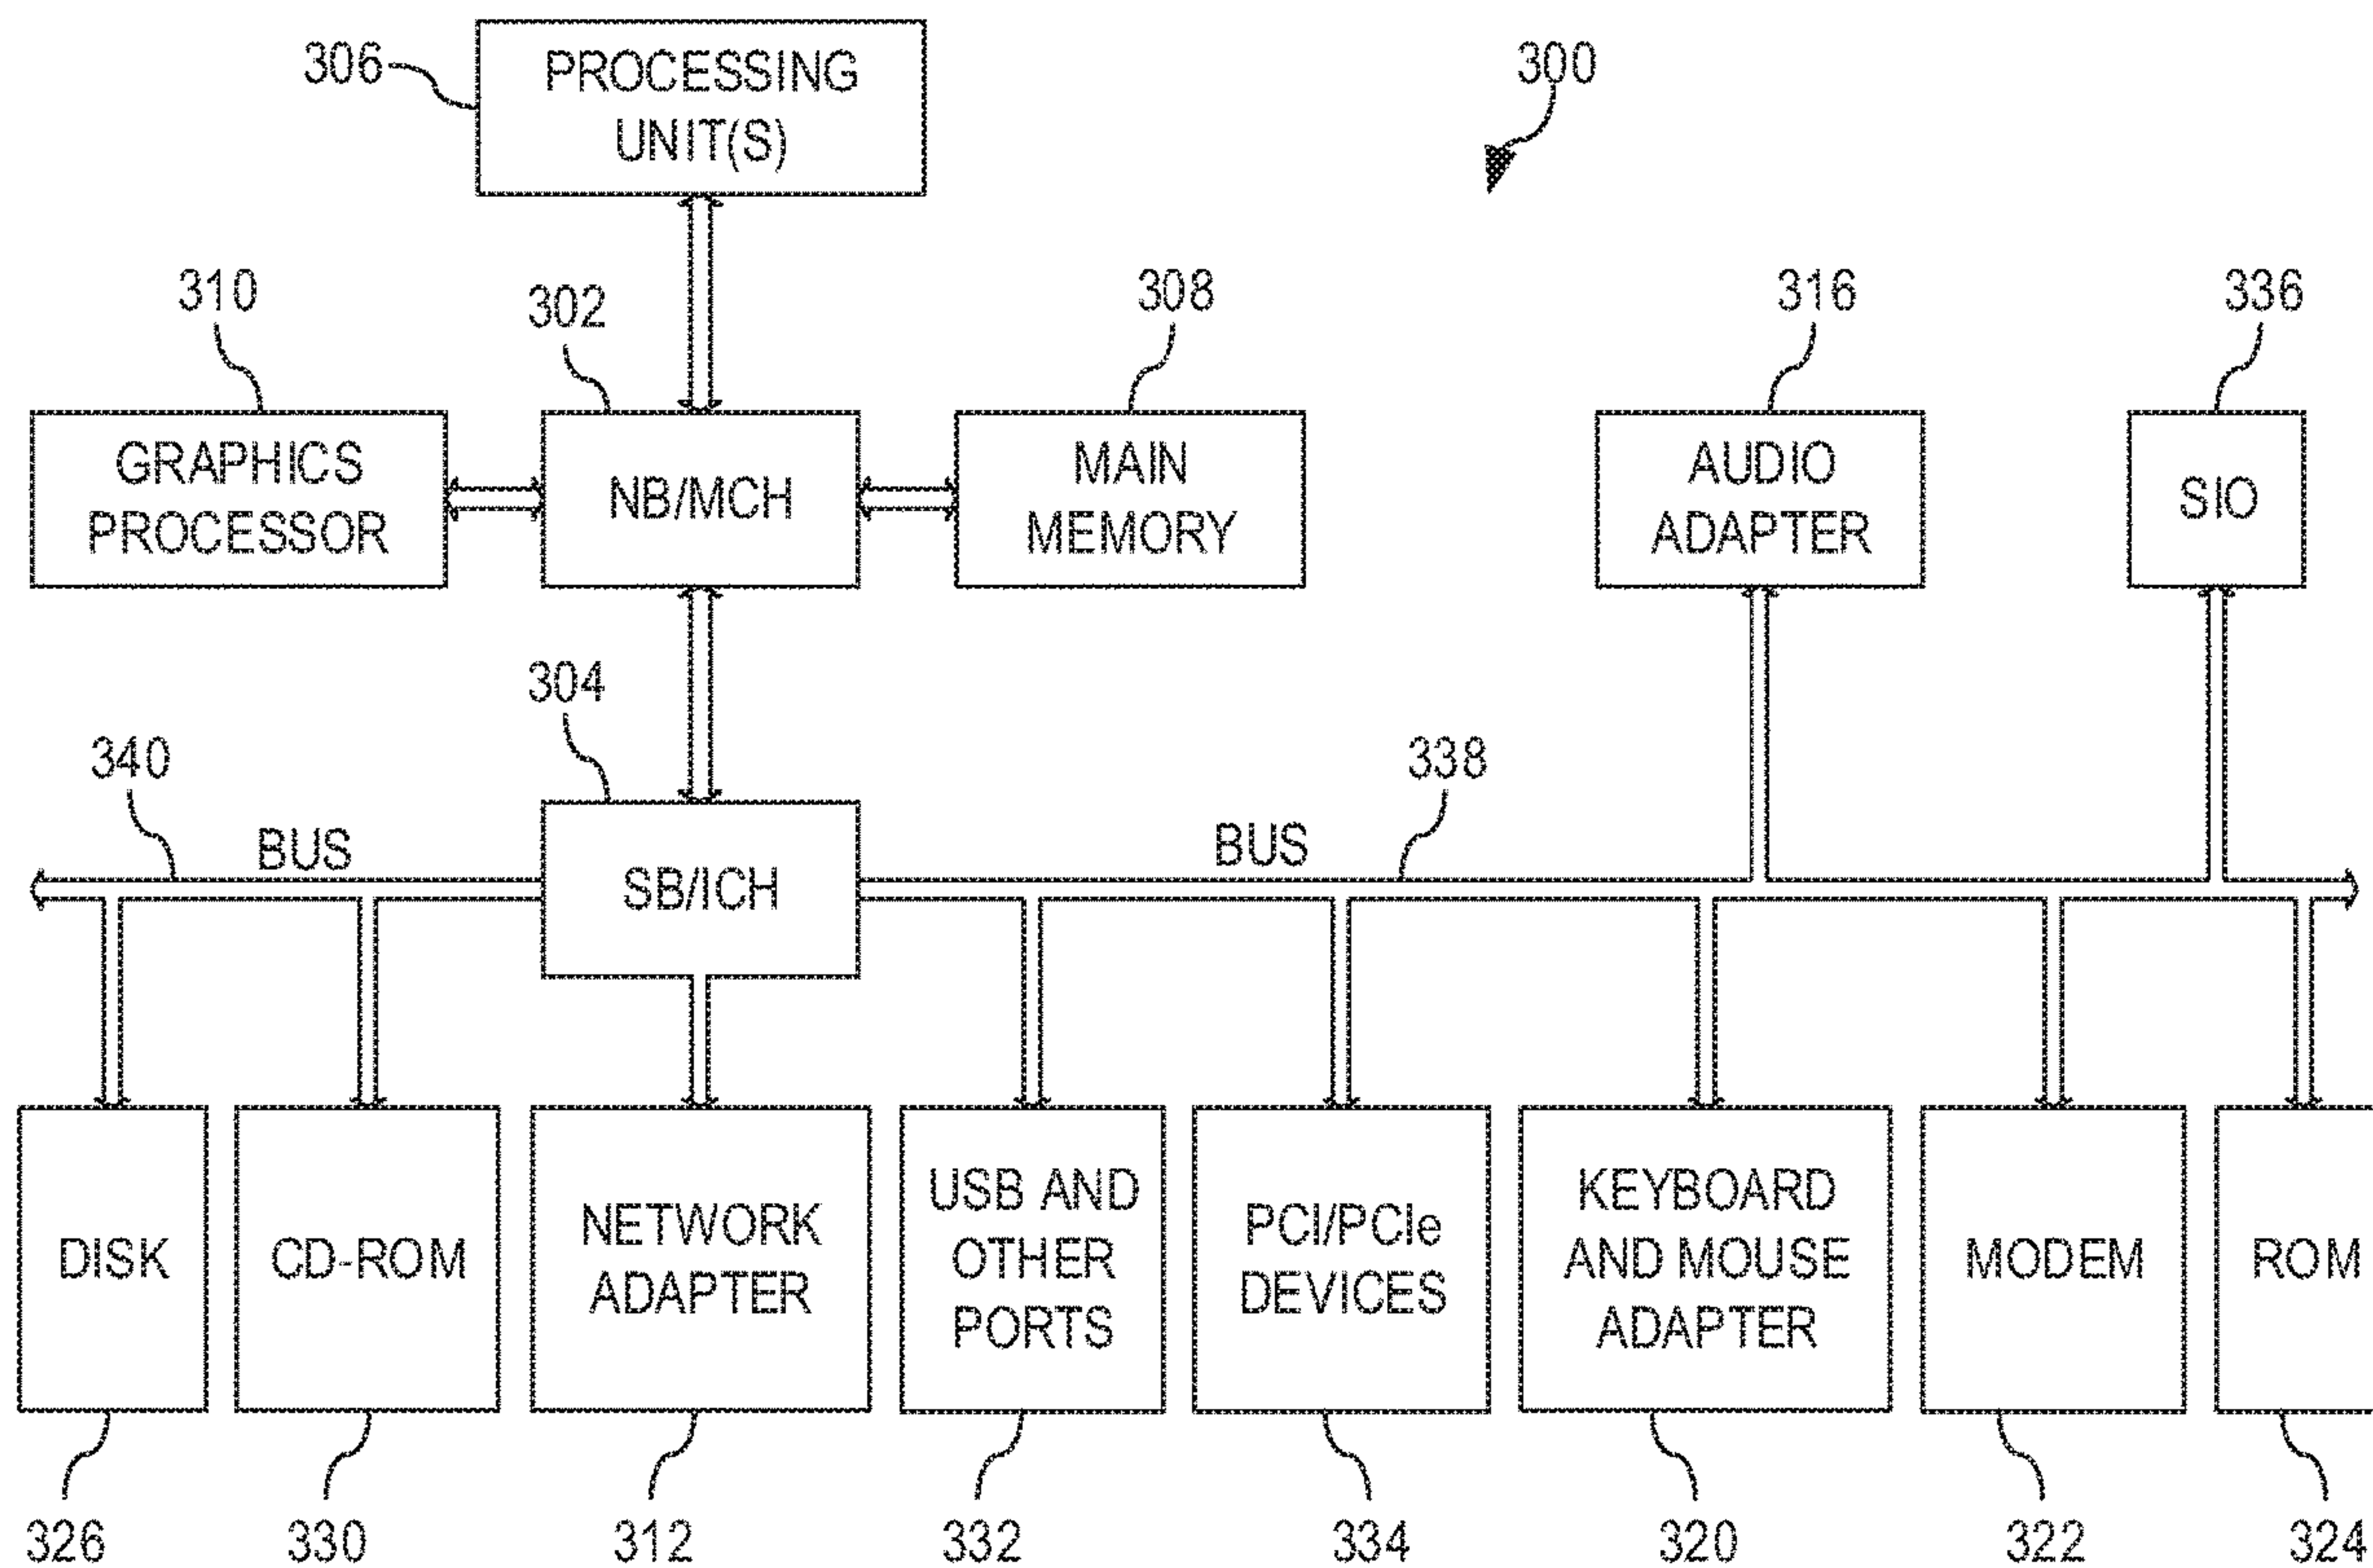 306
PROCESSING
UNIT(S)
300
310
302
308
316
336
GRAPHICS
PROCESSOR
NB/MCH
MAIN
MEMORY
AUDIO
ADAPTER
SIO
304
340
338
BUS
BUS
SB/ICH
DISK
CD-ROM
NETWORK
ADAPTER
USB AND
OTHER
PORTS
PCI/PCIe
DEVICES
KEYBOARD
AND MOUSE
ADAPTER
MODEM
ROM
326
330
312
332
334
320
322
324